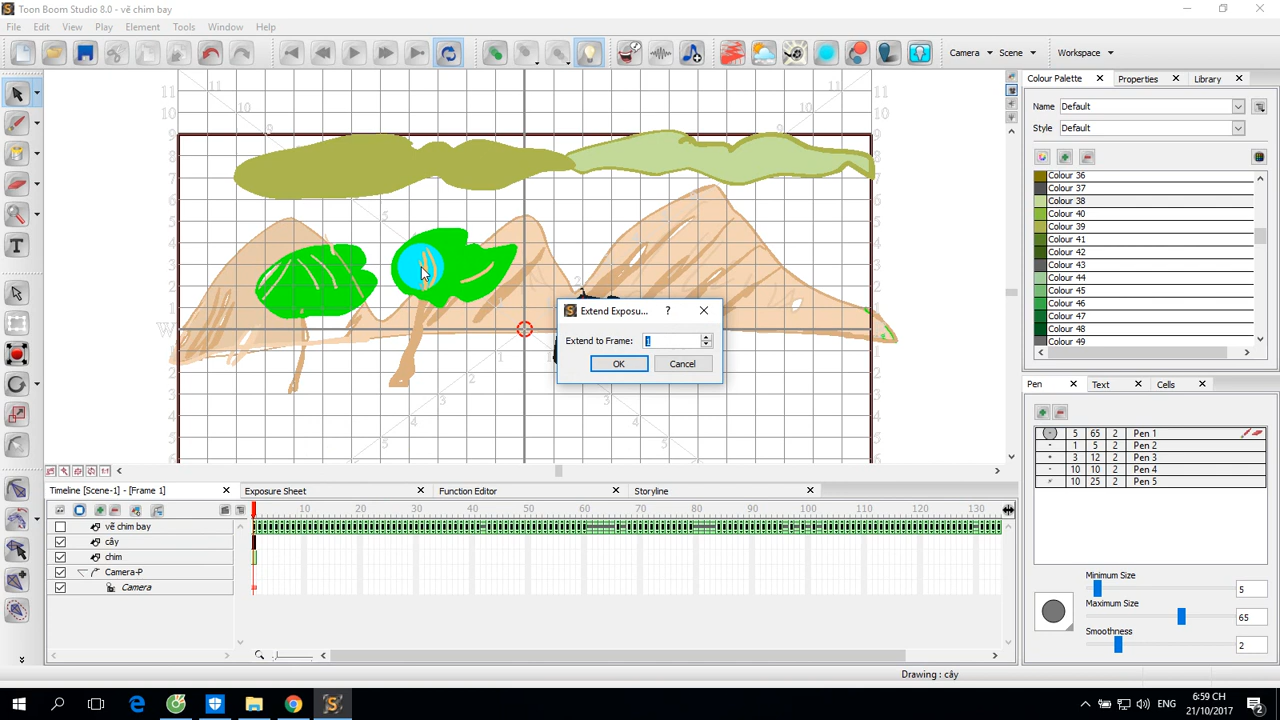 Toon Boom Studio 8.0 - vẽ chim bay
File Edit View Play Element Tools Window Help
Camera Scene Workspace
Colour Palette Properties Library
Name Default
Style Default
Colour 36
Colour 37
Colour 38
Colour 40
Colour 39
Colour 41
Colour 42
Colour 43
Colour 44
Colour 45
Colour 46
Colour 47
Colour 48
Colour 49
Extend Exposu... ?
Extend to Frame: 1
OK Cancel
Pen Text Cells
5 65 2 Pen 1
1 5 2 Pen 2
3 12 2 Pen 3
10 10 2 Pen 4
10 25 2 Pen 5
Minimum Size
5
Maximum Size
65
Smoothness
2
Timeline [Scene-1] - [Frame 1] Exposure Sheet Function Editor Storyline
10 20 30 40 50 60 70 80 90 100 110 120 130
vẽ chim bay
cây
chim
Camera-P
Camera
Drawing : cây
6:59 CH
21/10/2017